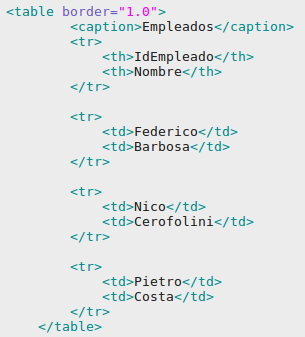 <table border="1.0">
<caption>Empleados</caption>
<tr>
<th>IdEmpleado</th>
<th>Nombre</th>
</tr>
<tr>
<td>Federico</td>
<td>Barbosa</td>
</tr>
<tr>
<td>Nico</td>
<td>Cerofolini</td>
</tr>
<tr>
<td>Pietro</td>
<td>Costa</td>
</tr>
</table>